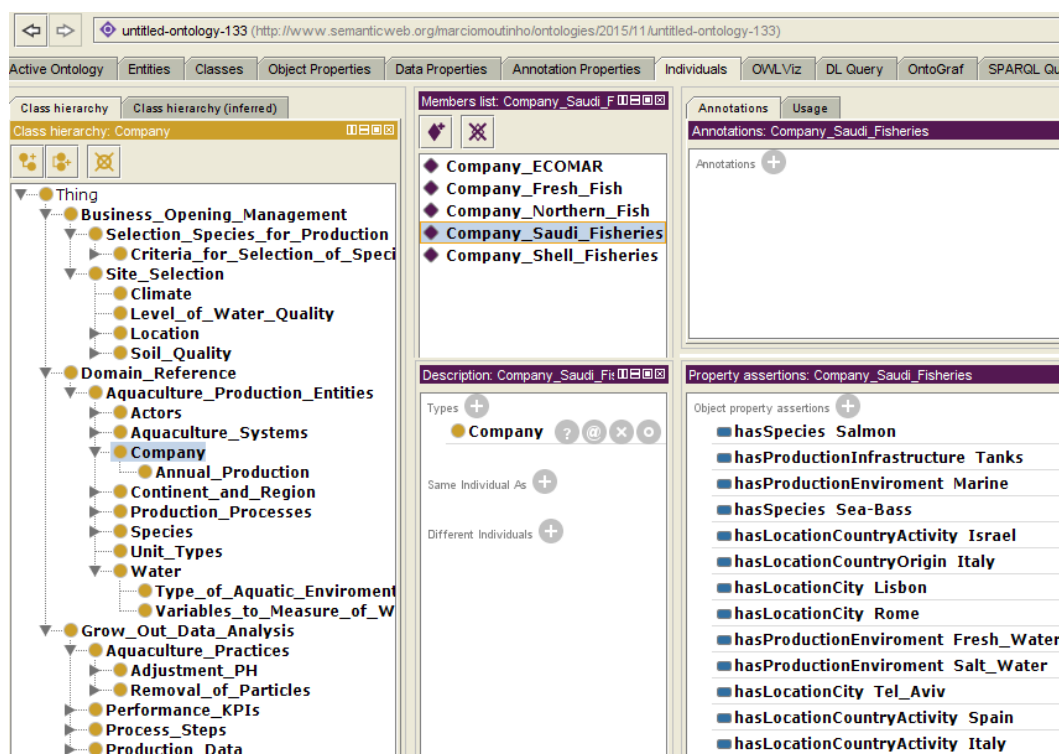 untitled-ontology-133 (http://www.semanticweb.org/marciomoutinho/ontologies/2015/11/untitled-ontology-133)
Active Ontology Entities Classes Object Properties Data Properties Annotation Properties Individuals OWLViz DL Query OntoGraf SPARQL Qu
Class hierarchy Class hierarchy (inferred)
Class hierarchy: Company
Thing
Business_Opening_Management
Selection_Species_for_Production
Criteria_for_Selection_of_Speci
Site_Selection
Climate
Level_of_Water_Quality
Location
Soil_Quality
Domain_Reference
Aquaculture_Production_Entities
Actors
Aquaculture_Systems
Company
Annual_Production
Continent_and_Region
Production_Processes
Species
Unit_Types
Water
Type_of_Aquatic_Enviroment
Variables_to_Measure_of_W
Grow_Out_Data_Analysis
Aquaculture_Practices
Adjustment_PH
Removal_of_Particles
Performance_KPIs
Process_Steps
Production_Data
Members list: Company_Saudi_F
Company_ECOMAR
Company_Fresh_Fish
Company_Northern_Fish
Company_Saudi_Fisheries
Company_Shell_Fisheries
Description: Company_Saudi_Fi
Types
Company
Same Individual As
Different Individuals
Annotations Usage
Annotations: Company_Saudi_Fisheries
Annotations
Property assertions: Company_Saudi_Fisheries
Object property assertions
hasSpecies Salmon
hasProductionInfrastructure Tanks
hasProductionEnviroment Marine
hasSpecies Sea-Bass
hasLocationCountryActivity Israel
hasLocationCountryOrigin Italy
hasLocationCity Lisbon
hasLocationCity Rome
hasProductionEnviroment Fresh_Water
hasProductionEnviroment Salt_Water
hasLocationCity Tel_Aviv
hasLocationCountryActivity Spain
hasLocationCountryActivity Italy